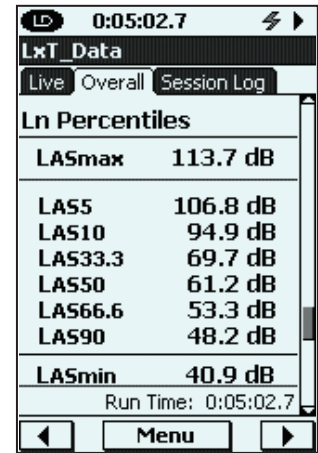 LD 0:05:02.7
LxT_Data
Live Overall Session Log
Ln Percentiles
LASmax 113.7 dB
LAS5 106.8 dB
LAS10 94.9 dB
LAS33.3 69.7 dB
LAS50 61.2 dB
LAS66.6 53.3 dB
LAS90 48.2 dB
LASmin 40.9 dB
Run Time: 0:05:02.7
Menu